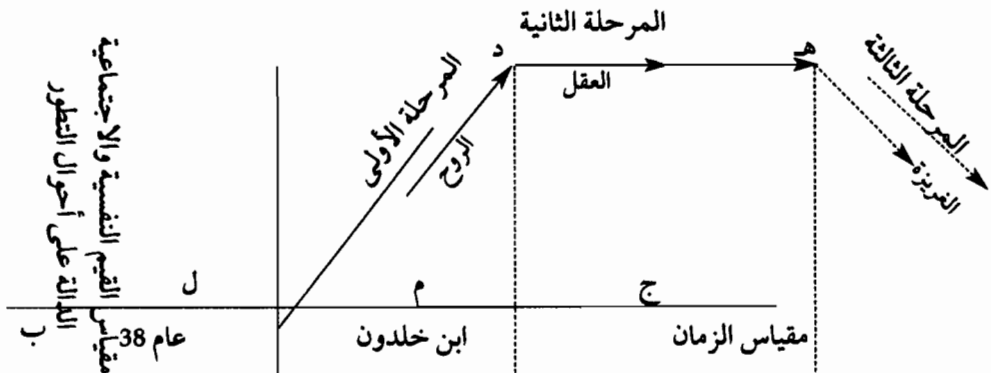 المرحلة الثانية
د
ه
العقل
المرحلة الأولى
الروح
المرحلة الثالثة
الغريزة
مقياس القيم النفسية والاجتماعية
الدالة على أحوال التطور
ل
م
ج
ب
عام 38
ابن خلدون
مقياس الزمان